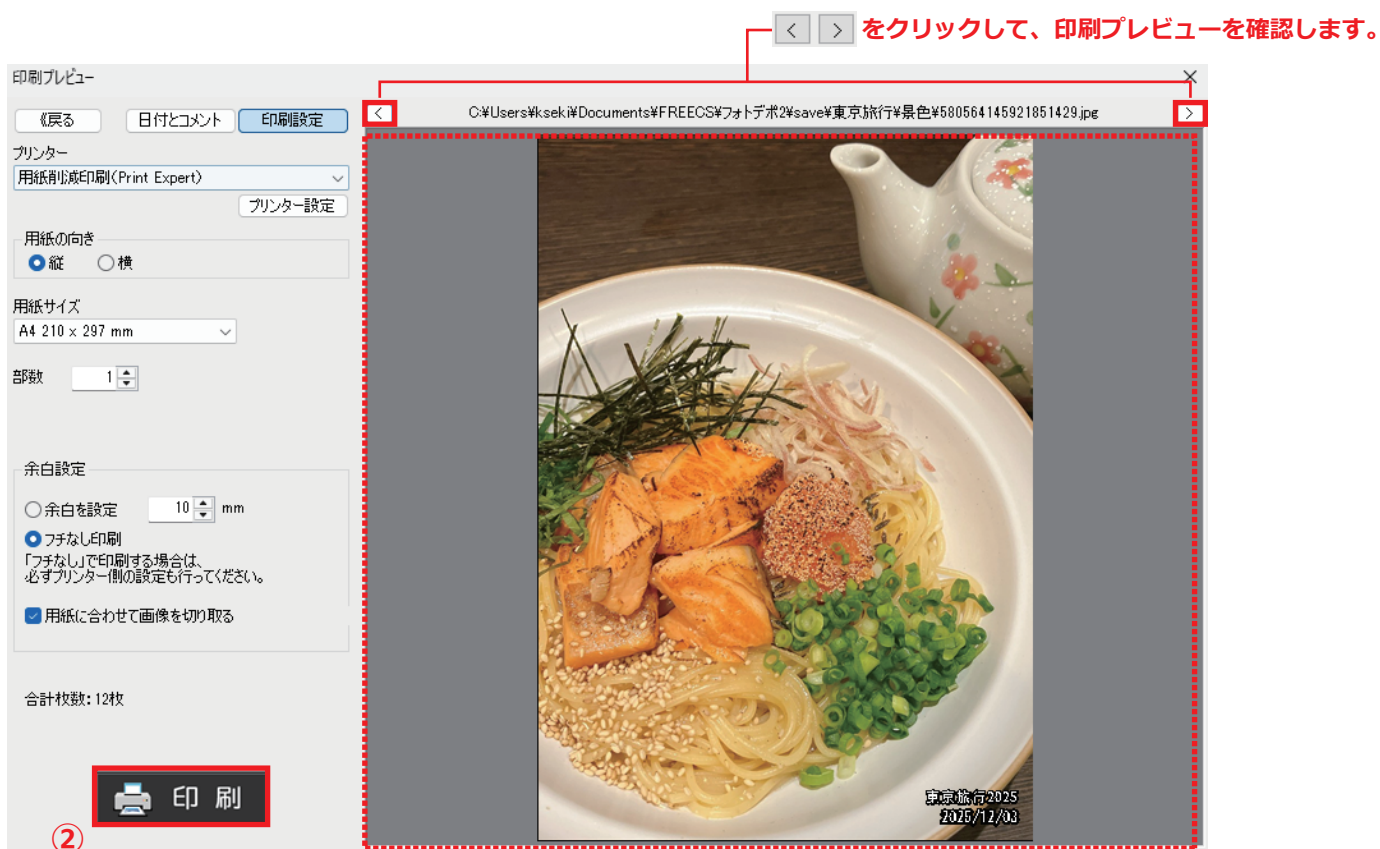 < > をクリックして、印刷プレビューを確認します。
印刷プレビュー ×
《戻る 日付とコメント 印刷設定
< C:¥Users¥kseki¥Documents¥FREECS¥フォトデポ2¥save¥東京旅行¥景色¥580564145921851429.jpg >
プリンター
用紙削減印刷(Print Expert)
プリンター設定
用紙の向き
縦 横
用紙サイズ
A4 210 x 297 mm
部数 1
余白設定
余白を設定 10 mm
フチなし印刷
「フチなし」で印刷する場合は、
必ずプリンター側の設定も行ってください。
用紙に合わせて画像を切り取る
合計枚数: 12枚
印 刷
②
東京旅行2025
2025/12/03